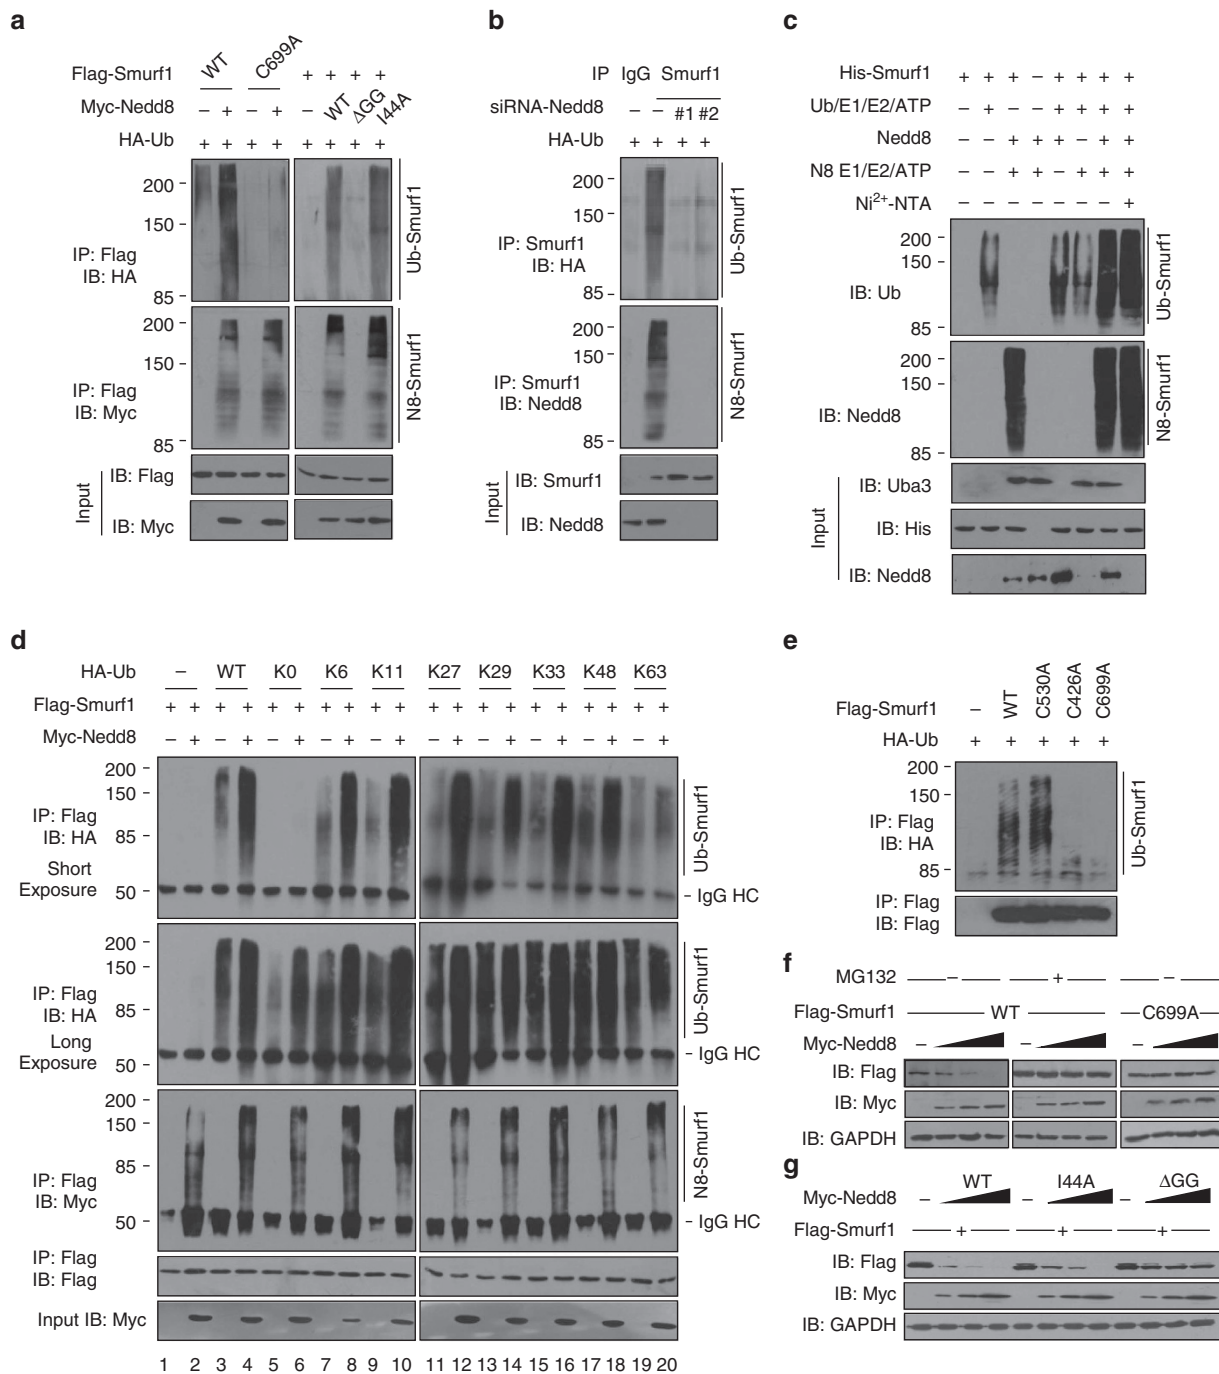 a
WT C699A
Flag-Smurf1 + + + +
Myc-Nedd8 – + – + – WT ΔGG I44A
HA-Ub + + + + + +
200
150
85
IP: Flag
IB: HA
Ub-Smurf1
200
150
85
IP: Flag
IB: Myc
N8-Smurf1
Input
IB: Flag
IB: Myc
b
IP IgG Smurf1
siRNA-Nedd8 – – #1 #2
HA-Ub + + + +
200
150
85
IP: Smurf1
IB: HA
Ub-Smurf1
200
150
85
IP: Smurf1
IB: Nedd8
N8-Smurf1
Input
IB: Smurf1
IB: Nedd8
c
His-Smurf1 + + + – + + + +
Ub/E1/E2/ATP – + – – + + + +
Nedd8 – – + + + – + +
N8 E1/E2/ATP – – + + – + + +
Ni2+-NTA – – – – – – – +
200
150
85
IB: Ub
Ub-Smurf1
200
150
85
IB: Nedd8
N8-Smurf1
Input
IB: Uba3
IB: His
IB: Nedd8
d
HA-Ub – WT K0 K6 K11 K27 K29 K33 K48 K63
Flag-Smurf1 + + + + + + + + + + + + + + + + + + + +
Myc-Nedd8 – + – + – + – + – + – + – + – + – + – +
200
150
85
50
IP: Flag
IB: HA
Short
Exposure
Ub-Smurf1
IgG HC
200
150
85
50
IP: Flag
IB: HA
Long
Exposure
Ub-Smurf1
IgG HC
200
150
85
50
IP: Flag
IB: Myc
N8-Smurf1
IgG HC
IP: Flag
IB: Flag
Input IB: Myc
1 2 3 4 5 6 7 8 9 10 11 12 13 14 15 16 17 18 19 20
e
Flag-Smurf1 – WT C530A C426A C699A
HA-Ub + + + + +
200
150
85
IP: Flag
IB: HA
Ub-Smurf1
IP: Flag
IB: Flag
f
MG132 – + –
Flag-Smurf1 WT C699A
Myc-Nedd8 – – –
IB: Flag
IB: Myc
IB: GAPDH
g
WT I44A ΔGG
Myc-Nedd8 – – –
Flag-Smurf1 + + +
IB: Flag
IB: Myc
IB: GAPDH